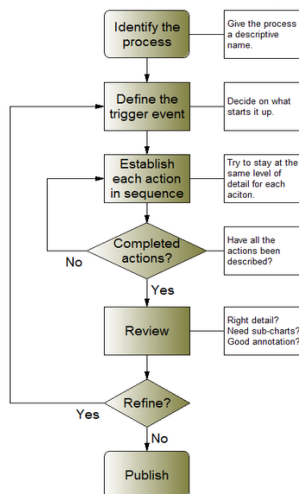 Identify the
process
Give the process
a descriptive
name.
Define the
trigger event
Decide on what
starts it up.
Establish
each action
in sequence
Try to stay at the
same level of
detail for each
aciton.
Completed
actions?
Have all the
actions been
described?
No
Yes
Review
Right detail?
Need sub-charts?
Good annotation?
Refine?
Yes
No
Publish